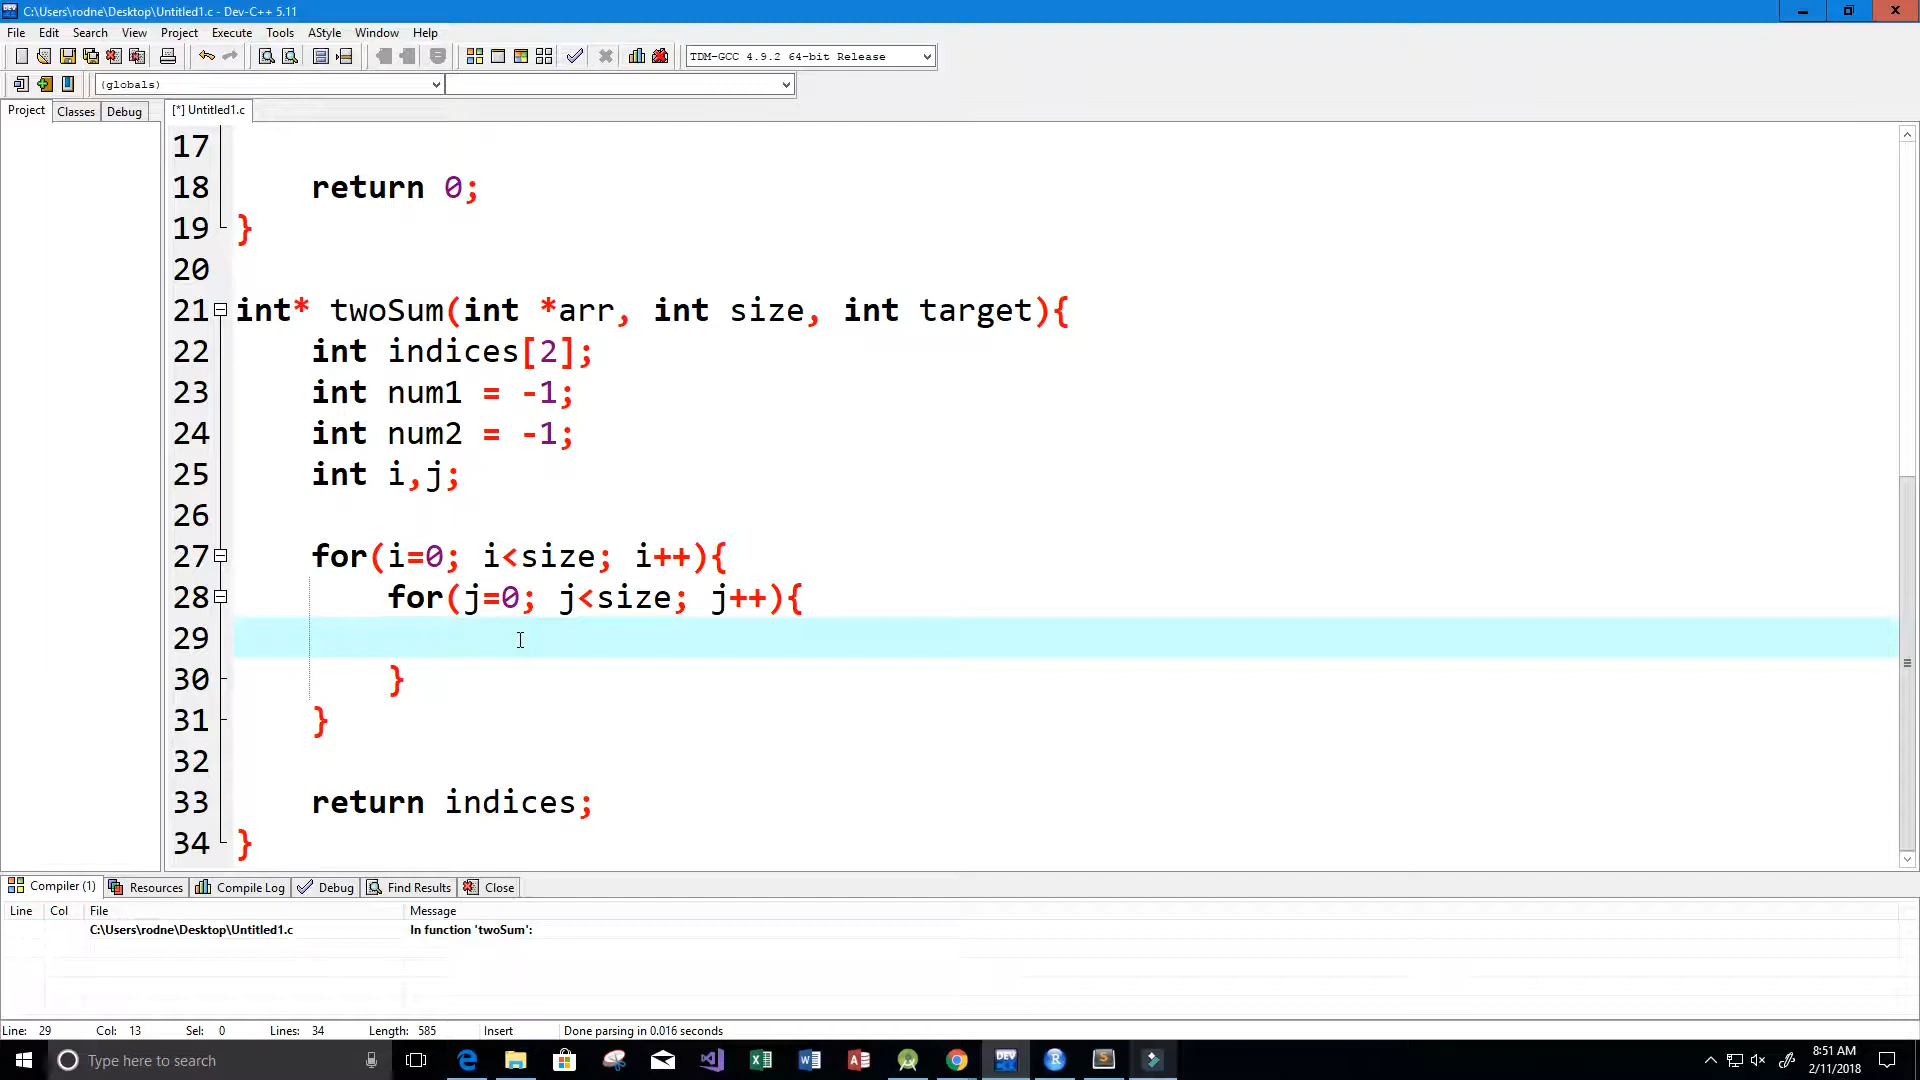 C:\Users\rodne\Desktop\Untitled1.c - Dev-C++ 5.11
File Edit Search View Project Execute Tools AStyle Window Help
TDM-GCC 4.9.2 64-bit Release
(globals)
Project Classes Debug [*] Untitled1.c
17
18 return 0;
19 }
20
21 int* twoSum(int *arr, int size, int target){
22 int indices[2];
23 int num1 = -1;
24 int num2 = -1;
25 int i,j;
26
27 for(i=0; i<size; i++){
28 for(j=0; j<size; j++){
29
30 }
31 }
32
33 return indices;
34 }
Compiler (1) Resources Compile Log Debug Find Results Close
Line Col File Message
C:\Users\rodne\Desktop\Untitled1.c In function 'twoSum':
Line: 29 Col: 13 Sel: 0 Lines: 34 Length: 585 Insert Done parsing in 0.016 seconds
Type here to search
DEV
R
S
8:51 AM
2/11/2018